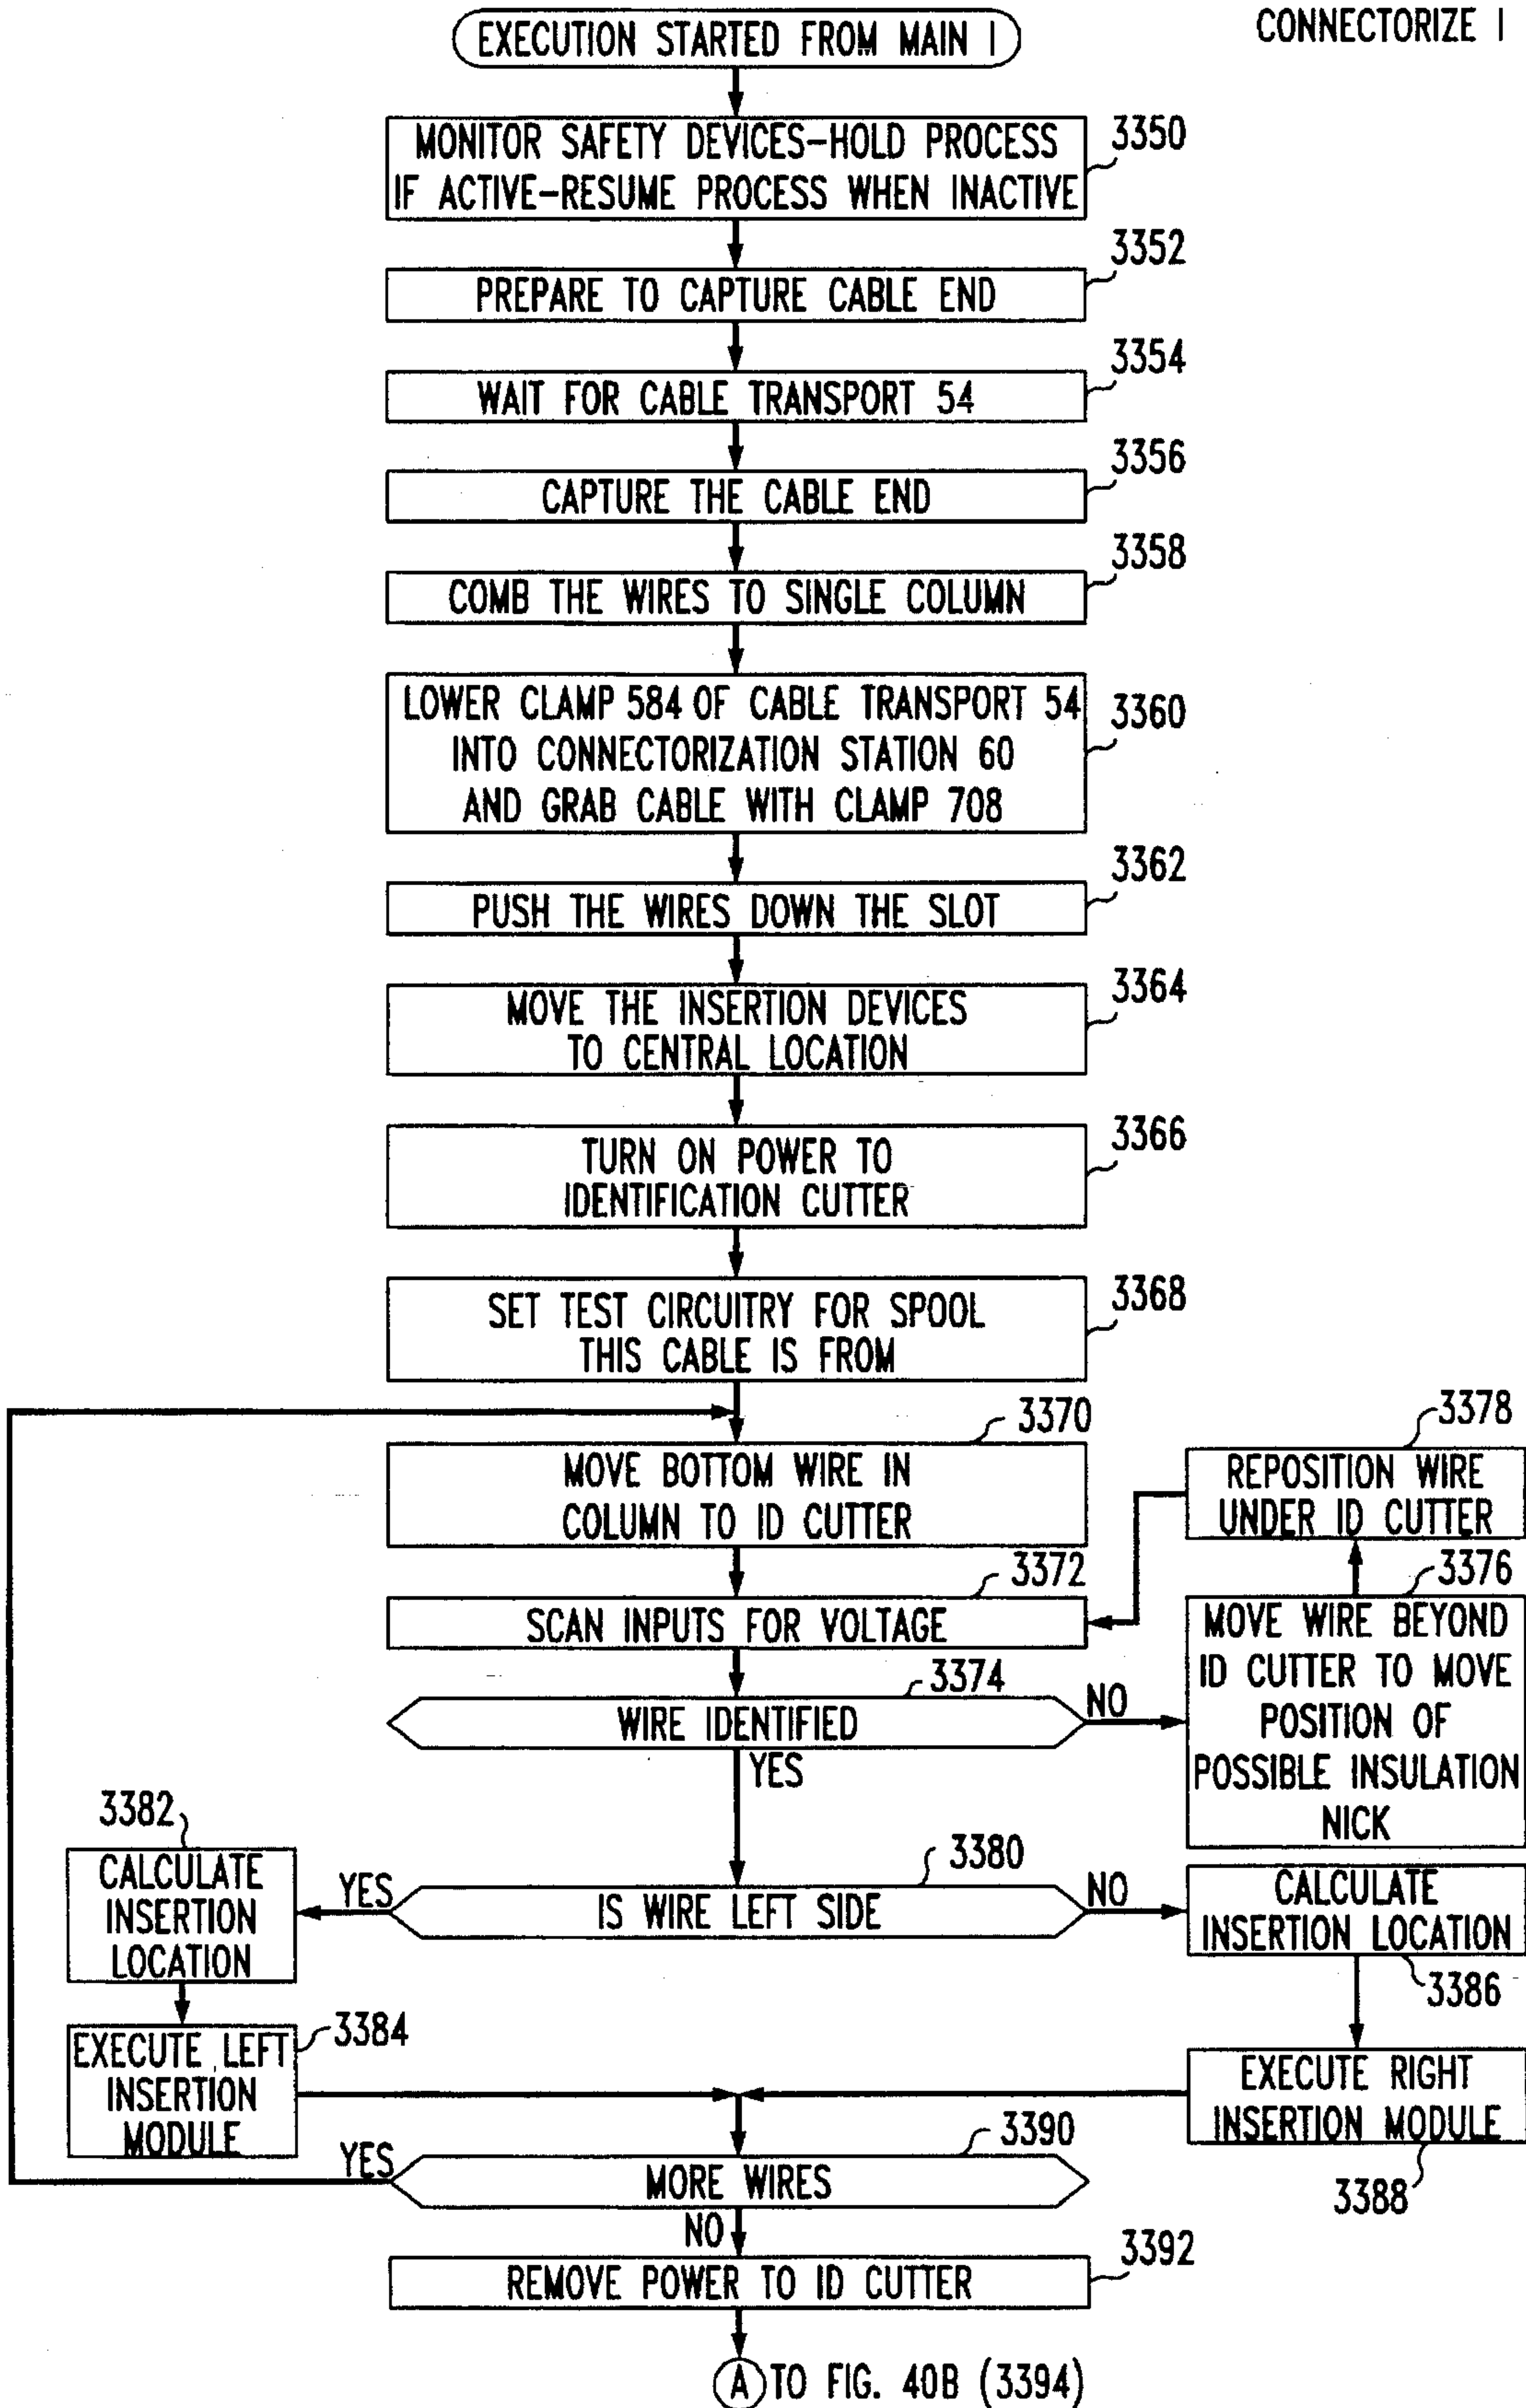 CONNECTORIZE I
EXECUTION STARTED FROM MAIN I
MONITOR SAFETY DEVICES-HOLD PROCESS
IF ACTIVE-RESUME PROCESS WHEN INACTIVE
3350
PREPARE TO CAPTURE CABLE END
3352
WAIT FOR CABLE TRANSPORT 54
3354
CAPTURE THE CABLE END
3356
COMB THE WIRES TO SINGLE COLUMN
3358
LOWER CLAMP 584 OF CABLE TRANSPORT 54
INTO CONNECTORIZATION STATION 60
AND GRAB CABLE WITH CLAMP 708
3360
PUSH THE WIRES DOWN THE SLOT
3362
MOVE THE INSERTION DEVICES
TO CENTRAL LOCATION
3364
TURN ON POWER TO
IDENTIFICATION CUTTER
3366
SET TEST CIRCUITRY FOR SPOOL
THIS CABLE IS FROM
3368
3370
MOVE BOTTOM WIRE IN
COLUMN TO ID CUTTER
3378
REPOSITION WIRE
UNDER ID CUTTER
3372
SCAN INPUTS FOR VOLTAGE
3376
MOVE WIRE BEYOND
ID CUTTER TO MOVE
POSITION OF
POSSIBLE INSULATION
NICK
3374
WIRE IDENTIFIED
NO
YES
3382
CALCULATE
INSERTION
LOCATION
3380
YES
IS WIRE LEFT SIDE
NO
CALCULATE
INSERTION LOCATION
3386
EXECUTE LEFT
INSERTION
MODULE
3384
EXECUTE RIGHT
INSERTION MODULE
3388
3390
YES
MORE WIRES
NO
3392
REMOVE POWER TO ID CUTTER
A TO FIG. 40B (3394)